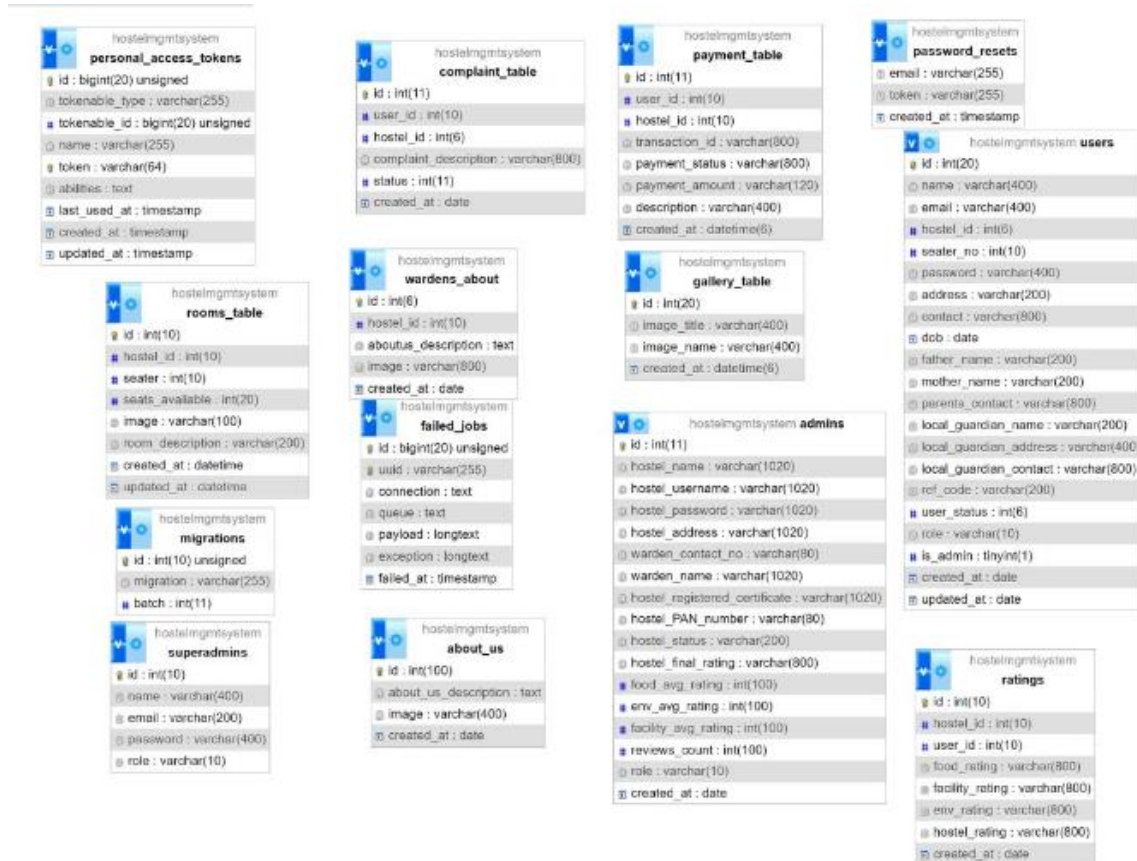 hostelmgmtsystem
personal_access_tokens
id : bigint(20) unsigned
tokenable_type : varchar(255)
tokenable_id : bigint(20) unsigned
name : varchar(255)
token : varchar(64)
abilities : text
last_used_at : timestamp
created_at : timestamp
updated_at : timestamp
hostelmgmtsystem
complaint_table
id : int(11)
user_id : int(10)
hostel_id : int(6)
complaint_description : varchar(800)
status : int(11)
created_at : date
hostelmgmtsystem
payment_table
id : int(11)
user_id : int(10)
hostel_id : int(10)
transaction_id : varchar(800)
payment_status : varchar(800)
payment_amount : varchar(120)
description : varchar(400)
created_at : datetime(6)
hostelmgmtsystem
password_resets
email : varchar(255)
token : varchar(255)
created_at : timestamp
hostelmgmtsystem users
id : int(20)
name : varchar(400)
email : varchar(400)
hostel_id : int(6)
seater_no : int(10)
password : varchar(400)
address : varchar(200)
contact : varchar(800)
dob : date
father_name : varchar(200)
mother_name : varchar(200)
parents_contact : varchar(800)
local_guardian_name : varchar(200)
local_guardian_address : varchar(400)
local_guardian_contact : varchar(800)
ref_code : varchar(200)
user_status : int(6)
role : varchar(10)
is_admin : tinyint(1)
created_at : date
updated_at : date
hostelmgmtsystem
rooms_table
id : int(10)
hostel_id : int(10)
seater : int(10)
seats_available : int(20)
image : varchar(100)
room_description : varchar(200)
created_at : datetime
updated_at : datetime
hostelmgmtsystem
wardens_about
id : int(6)
hostel_id : int(10)
aboutus_description : text
image : varchar(800)
created_at : date
hostelmgmtsystem
gallery_table
id : int(20)
image_title : varchar(400)
image_name : varchar(400)
created_at : datetime(6)
hostelmgmtsystem
failed_jobs
id : bigint(20) unsigned
uuid : varchar(255)
connection : text
queue : text
payload : longtext
exception : longtext
failed_at : timestamp
hostelmgmtsystem admins
id : int(11)
hostel_name : varchar(1020)
hostel_username : varchar(1020)
hostel_password : varchar(1020)
hostel_address : varchar(1020)
warden_contact_no : varchar(80)
warden_name : varchar(1020)
hostel_registered_certificate : varchar(1020)
hostel_PAN_number : varchar(80)
hostel_status : varchar(200)
hostel_final_rating : varchar(800)
food_avg_rating : int(100)
env_avg_rating : int(100)
facility_avg_rating : int(100)
reviews_count : int(100)
role : varchar(10)
created_at : date
hostelmgmtsystem
migrations
id : int(10) unsigned
migration : varchar(255)
batch : int(11)
hostelmgmtsystem
superadmins
id : int(10)
name : varchar(400)
email : varchar(200)
password : varchar(400)
role : varchar(10)
hostelmgmtsystem
about_us
id : int(100)
about_us_description : text
image : varchar(400)
created_at : date
hostelmgmtsystem
ratings
id : int(10)
hostel_id : int(10)
user_id : int(10)
food_rating : varchar(800)
facility_rating : varchar(800)
env_rating : varchar(800)
hostel_rating : varchar(800)
created_at : date